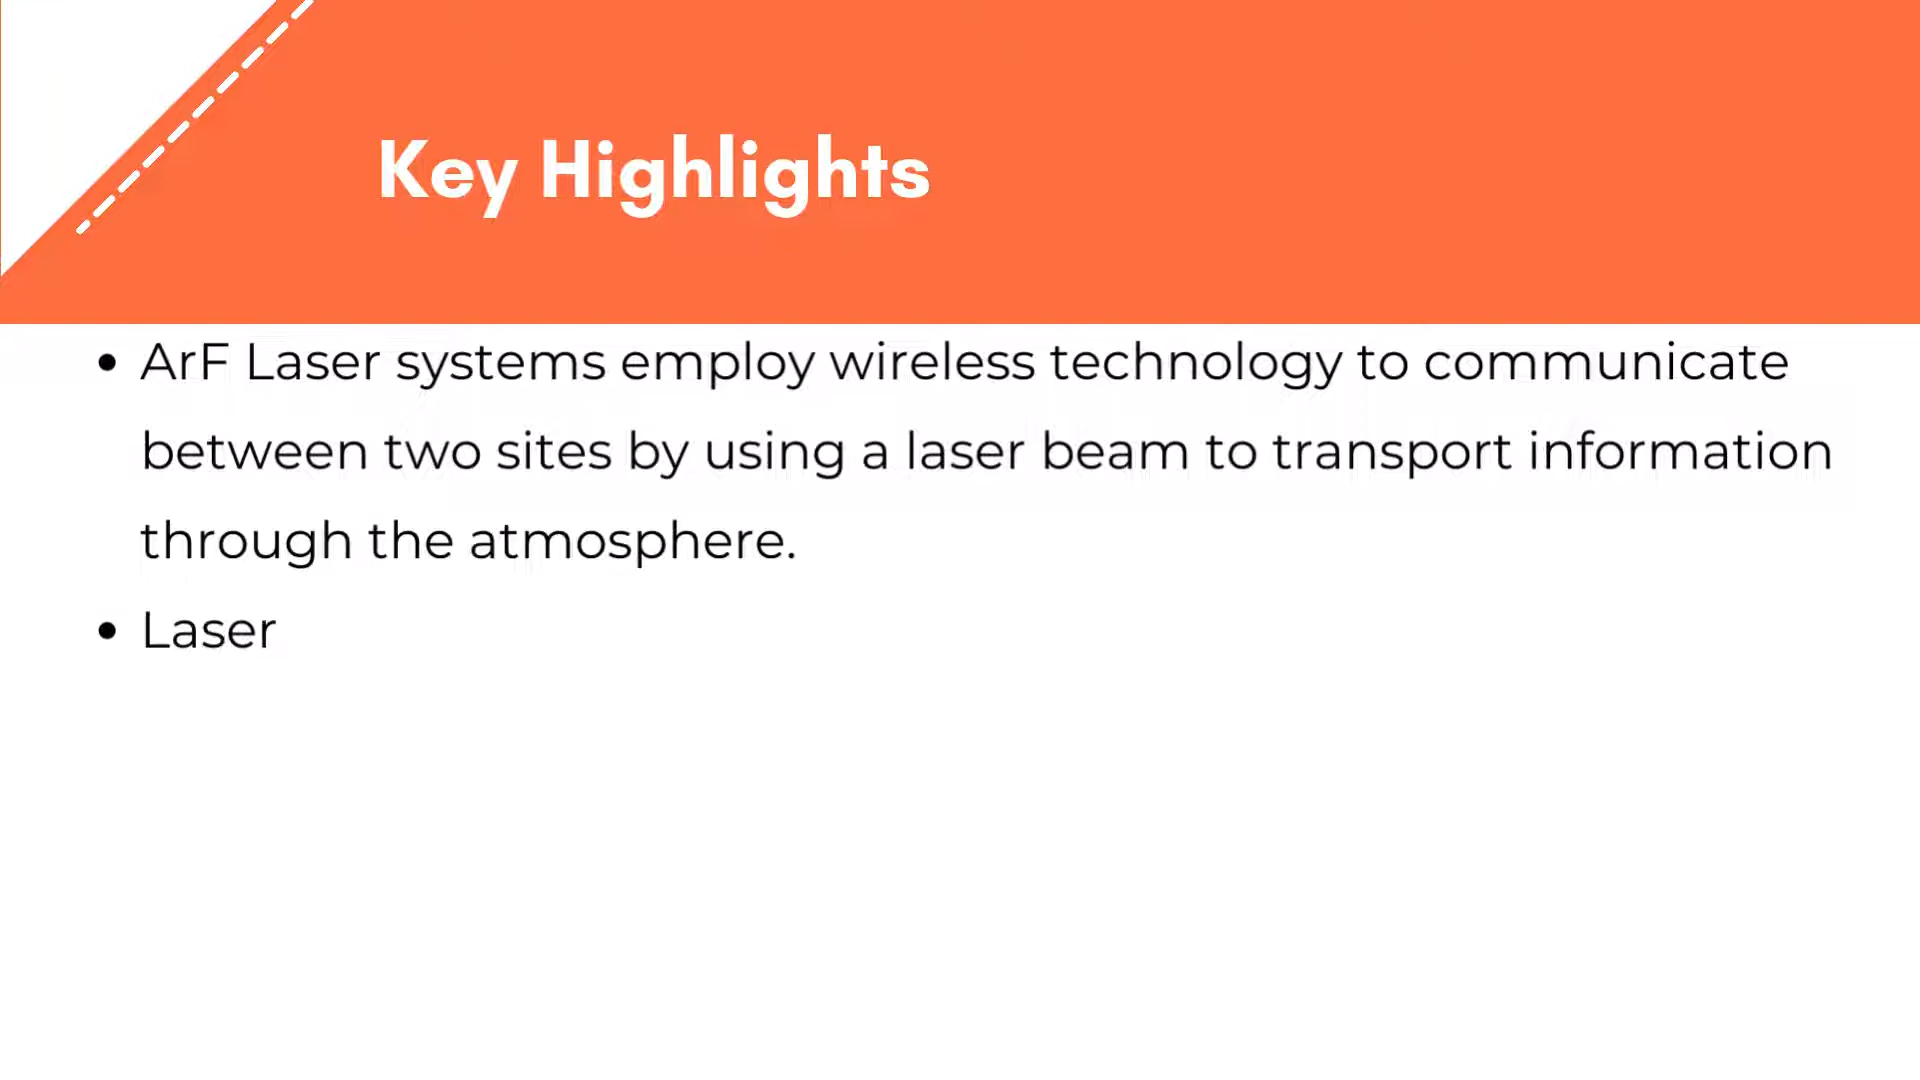 Key Highlights
• ArF Laser systems employ wireless technology to communicate
between two sites by using a laser beam to transport information
through the atmosphere.
• Laser